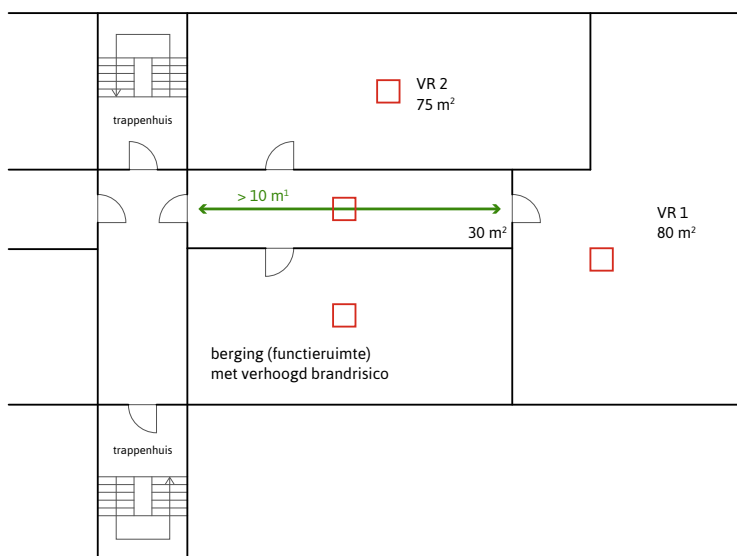 VR 2
75 m²
trappenhuis
> 10 m¹
VR 1
80 m²
30 m²
berging (functieruimte)
met verhoogd brandrisico
trappenhuis